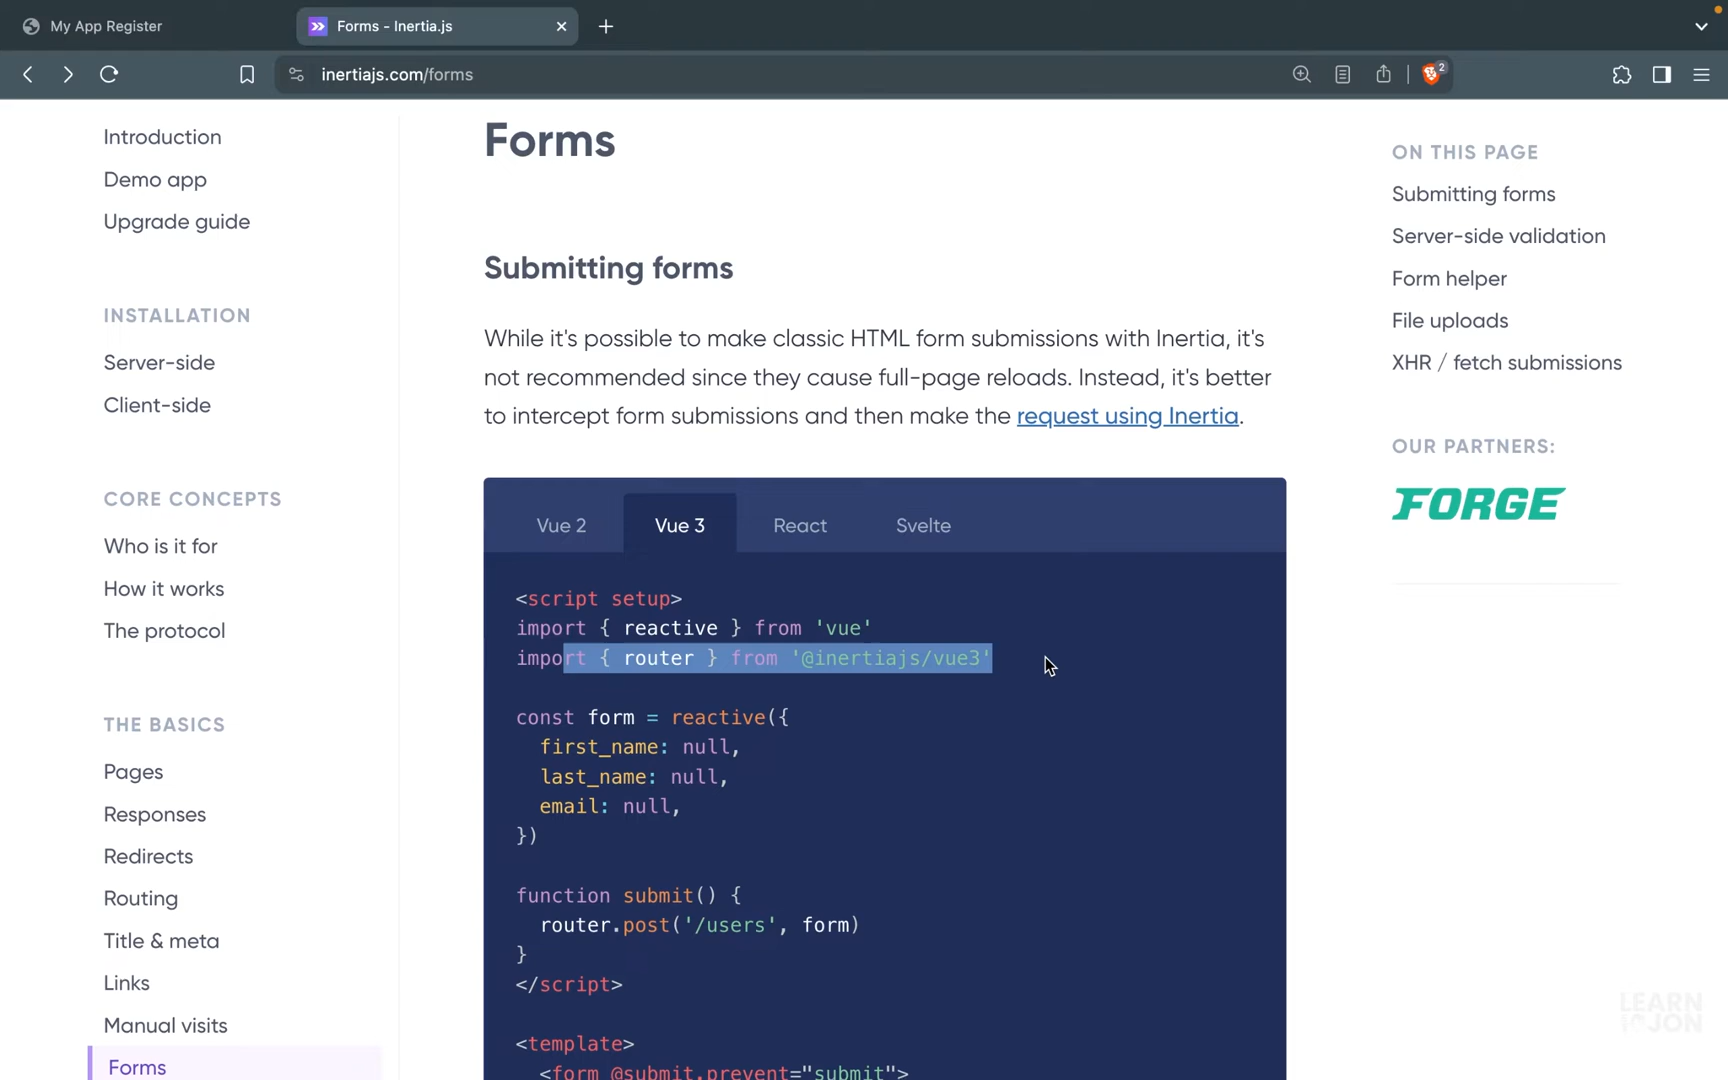 My App Register
Forms - Inertia.js
inertiajs.com/forms
2
Introduction
Demo app
Upgrade guide
INSTALLATION
Server-side
Client-side
CORE CONCEPTS
Who is it for
How it works
The protocol
THE BASICS
Pages
Responses
Redirects
Routing
Title & meta
Links
Manual visits
Forms
Forms
Submitting forms
While it's possible to make classic HTML form submissions with Inertia, it's
not recommended since they cause full-page reloads. Instead, it's better
to intercept form submissions and then make the request using Inertia.
Vue 2
Vue 3
React
Svelte
<script setup>
import { reactive } from 'vue'
import { router } from '@inertiajs/vue3'
const form = reactive({
first_name: null,
last_name: null,
email: null,
})
function submit() {
router.post('/users', form)
}
</script>
<template>
<form @submit.prevent="submit">
ON THIS PAGE
Submitting forms
Server-side validation
Form helper
File uploads
XHR / fetch submissions
OUR PARTNERS:
FORGE
LEARN
JON